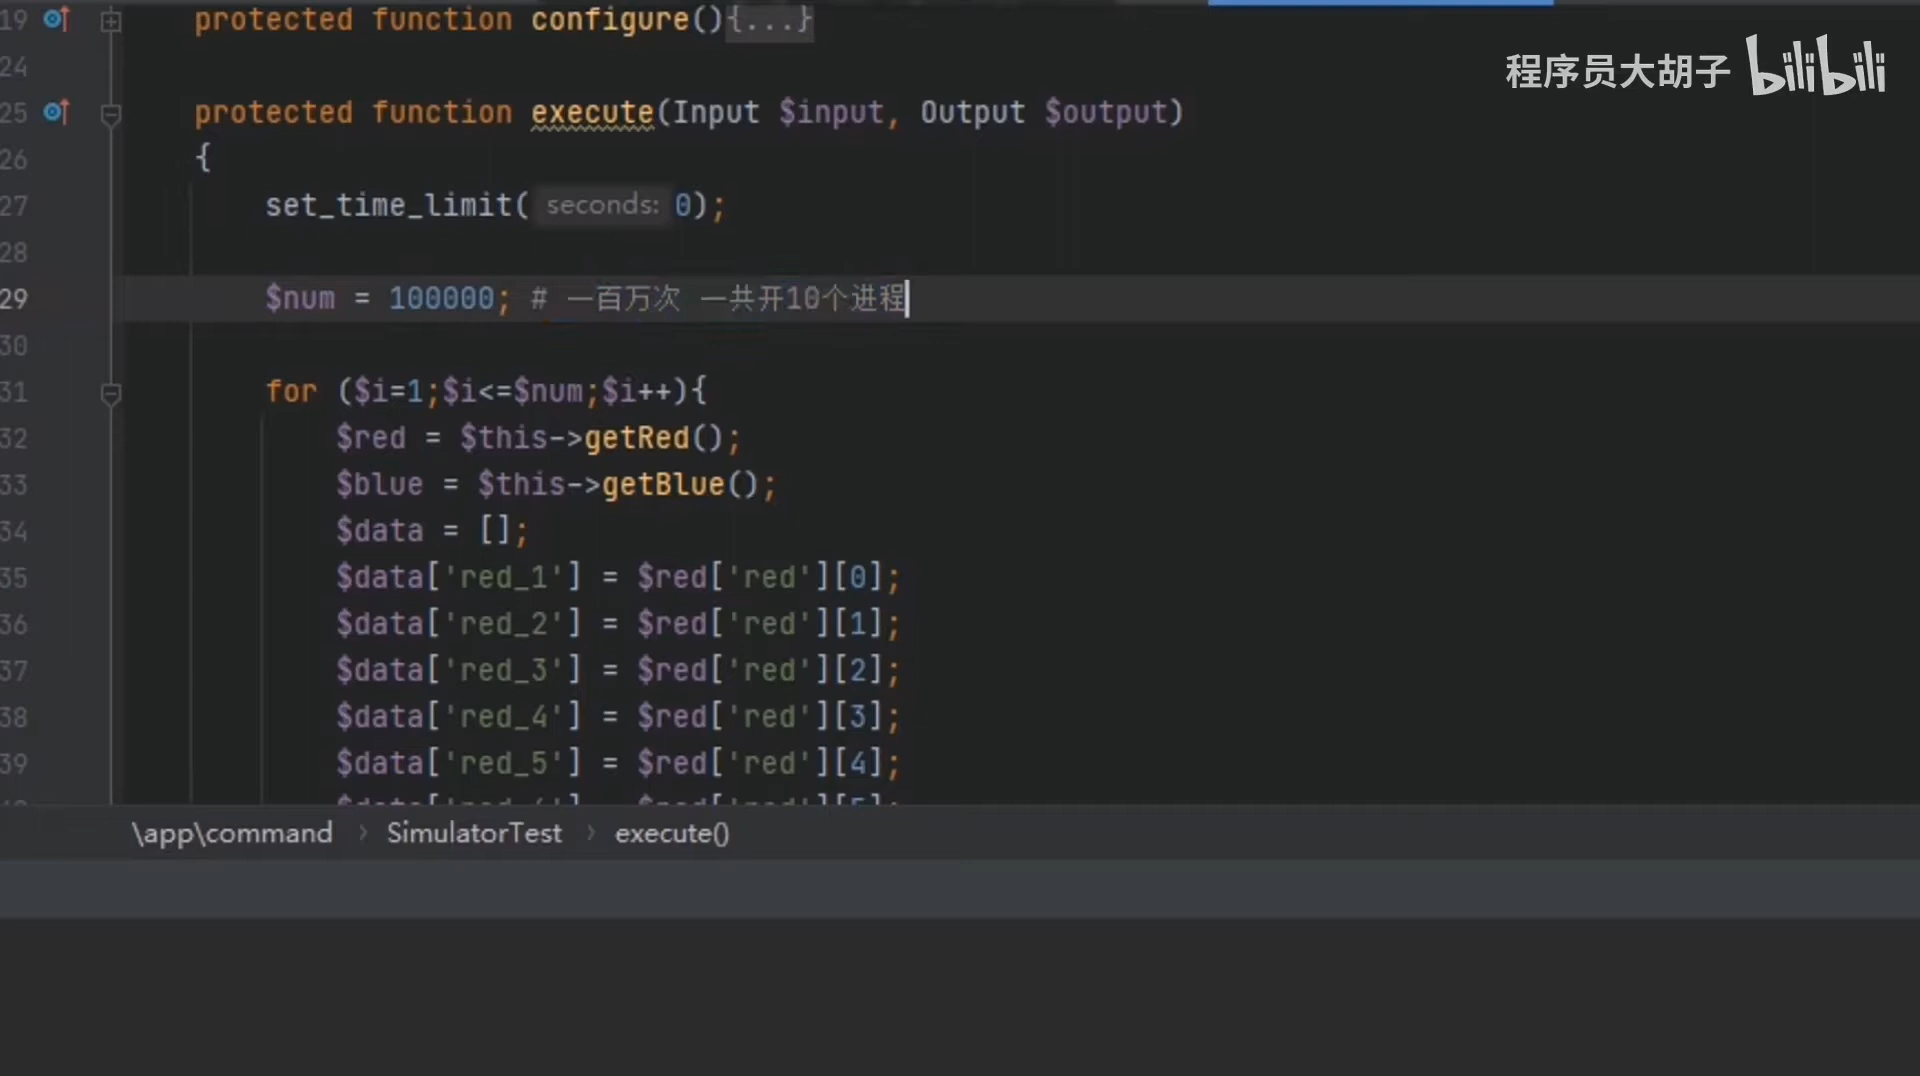 19 protected function configure(){...}
程序员大胡子 bilibili
24
25 protected function execute(Input $input, Output $output)
26 {
27 set_time_limit( seconds: 0);
28
29 $num = 100000; # 一百万次 一共开10个进程
30
31 for ($i=1;$i<=$num;$i++){
32 $red = $this->getRed();
33 $blue = $this->getBlue();
34 $data = [];
35 $data['red_1'] = $red['red'][0];
36 $data['red_2'] = $red['red'][1];
37 $data['red_3'] = $red['red'][2];
38 $data['red_4'] = $red['red'][3];
39 $data['red_5'] = $red['red'][4];
\app\command › SimulatorTest › execute()